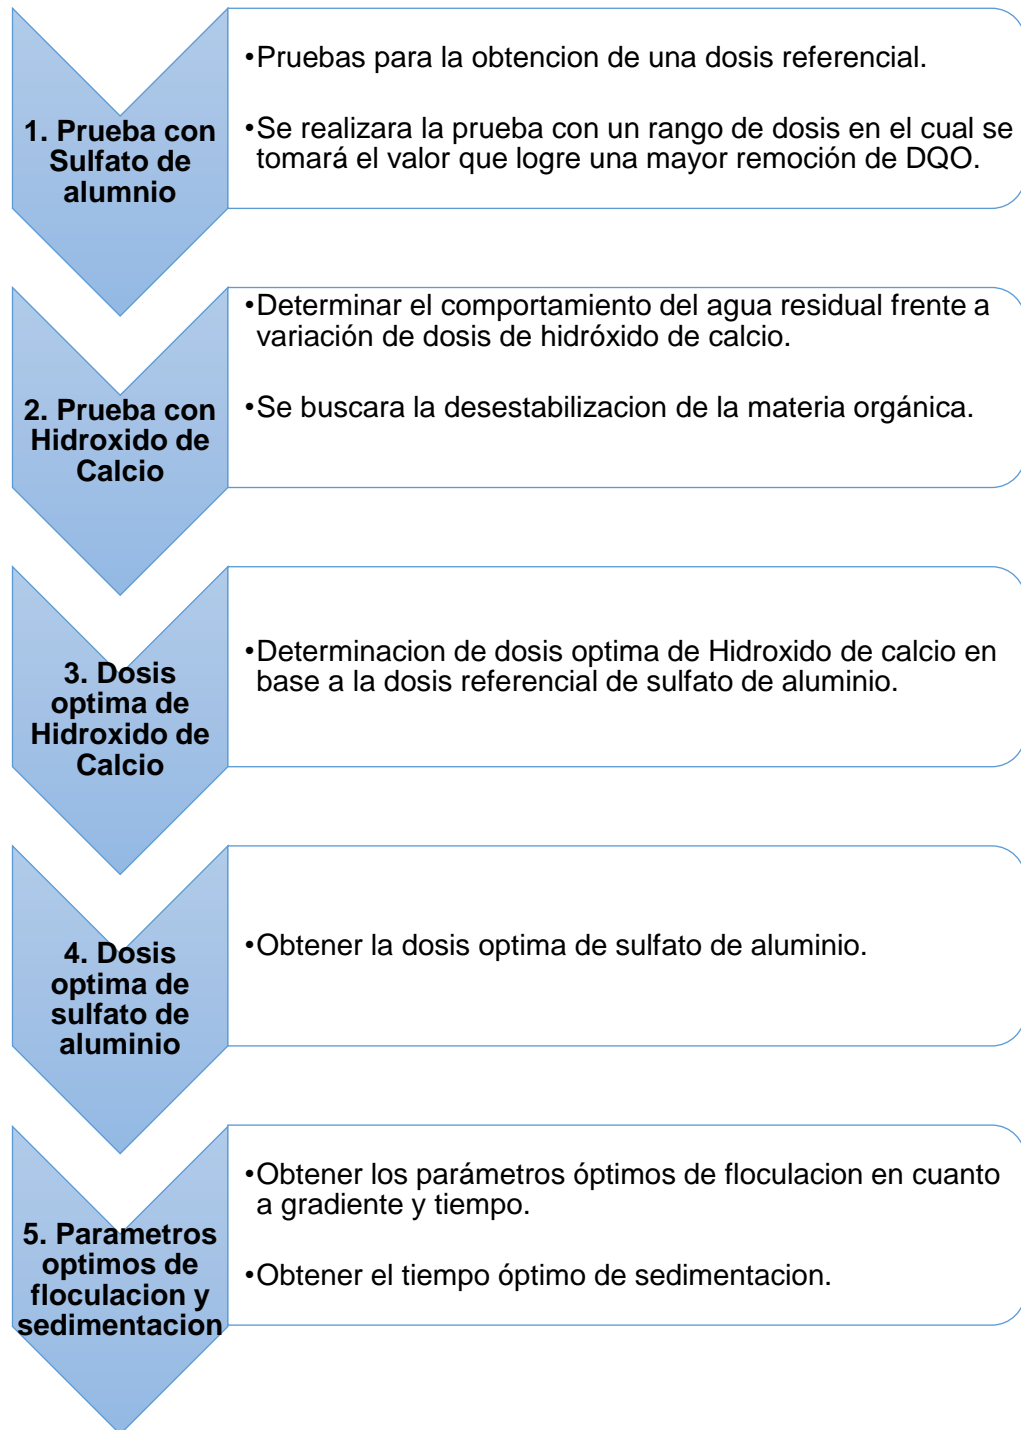 1. Prueba con
Sulfato de
alumnio
•Pruebas para la obtencion de una dosis referencial.
•Se realizara la prueba con un rango de dosis en el cual se
tomará el valor que logre una mayor remoción de DQO.
2. Prueba con
Hidroxido de
Calcio
•Determinar el comportamiento del agua residual frente a
variación de dosis de hidróxido de calcio.
•Se buscara la desestabilizacion de la materia orgánica.
3. Dosis
optima de
Hidroxido de
Calcio
•Determinacion de dosis optima de Hidroxido de calcio en
base a la dosis referencial de sulfato de aluminio.
4. Dosis
optima de
sulfato de
aluminio
•Obtener la dosis optima de sulfato de aluminio.
5. Parametros
optimos de
floculacion y
sedimentacion
•Obtener los parámetros óptimos de floculacion en cuanto
a gradiente y tiempo.
•Obtener el tiempo óptimo de sedimentacion.